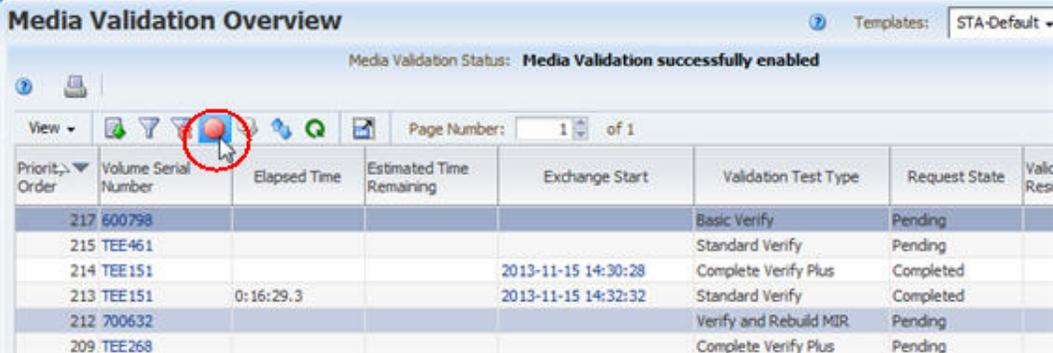 Media Validation Overview Templates: STA-Default
Media Validation Status: Media Validation successfully enabled
View Page Number: 1 of 1
Priorit Order Volume Serial Number Elapsed Time Estimated Time Remaining Exchange Start Validation Test Type Request State Valid Resu
217 600798 Basic Verify Pending
215 TEE461 Standard Verify Pending
214 TEE151 2013-11-15 14:30:28 Complete Verify Plus Completed
213 TEE151 0:16:29.3 2013-11-15 14:32:32 Standard Verify Completed
212 700632 Verify and Rebuild MIR Pending
209 TEE268 Complete Verify Plus Pending